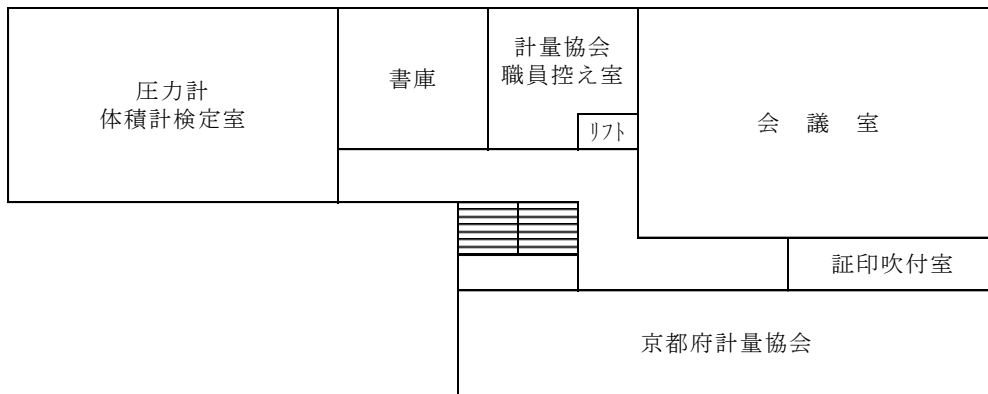 圧力計
体積計検定室
書庫
計量協会
職員控え室
リフト
会　議　室
証印吹付室
京都府計量協会